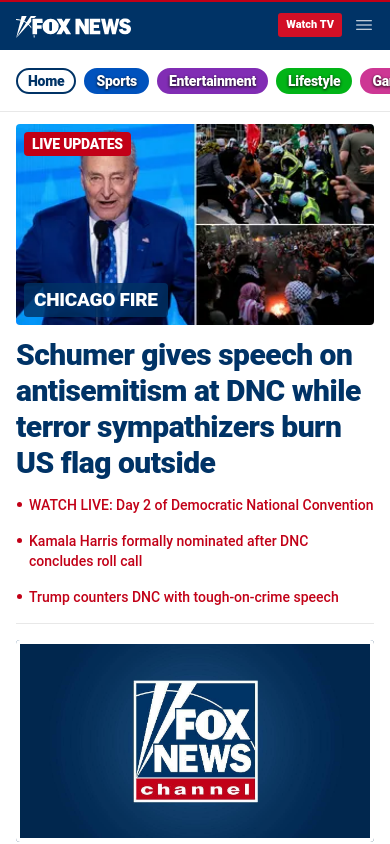 FOX NEWS
Watch TV
Home
Sports
Entertainment
Lifestyle
LIVE UPDATES
CHICAGO FIRE
Schumer gives speech on
antisemitism at DNC while
terror sympathizers burn
US flag outside
• WATCH LIVE: Day 2 of Democratic National Convention
• Kamala Harris formally nominated after DNC
concludes roll call
• Trump counters DNC with tough-on-crime speech
FOX
NEWS
channel